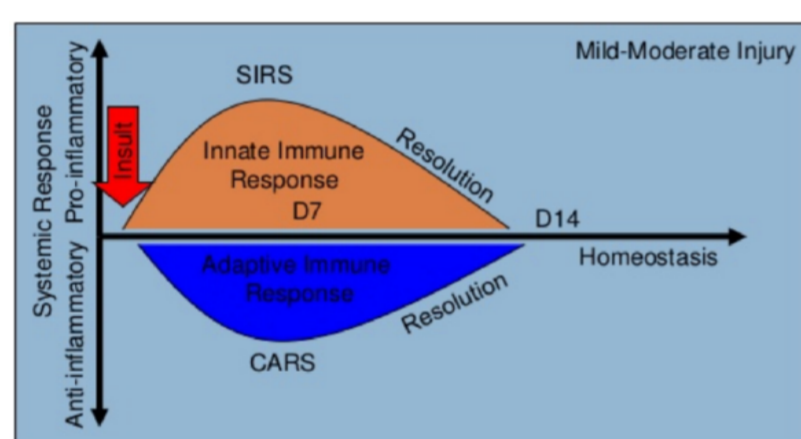 Mild-Moderate Injury
SIRS
Systemic Response
Pro-inflammatory
Anti-inflammatory
Insult
Innate Immune
Response
D7
Resolution
D14
Homeostasis
Adaptive Immune
Response
Resolution
CARS